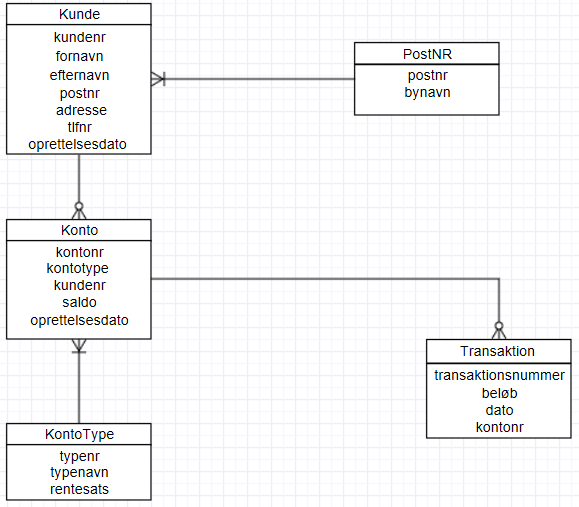 Kunde
kundenr
fornavn
efternavn
postnr
adresse
tlfnr
oprettelsesdato
PostNR
postnr
bynavn
Konto
kontonr
kontotype
kundenr
saldo
oprettelsesdato
Transaktion
transaktionsnummer
beløb
dato
kontonr
KontoType
typenr
typenavn
rentesats